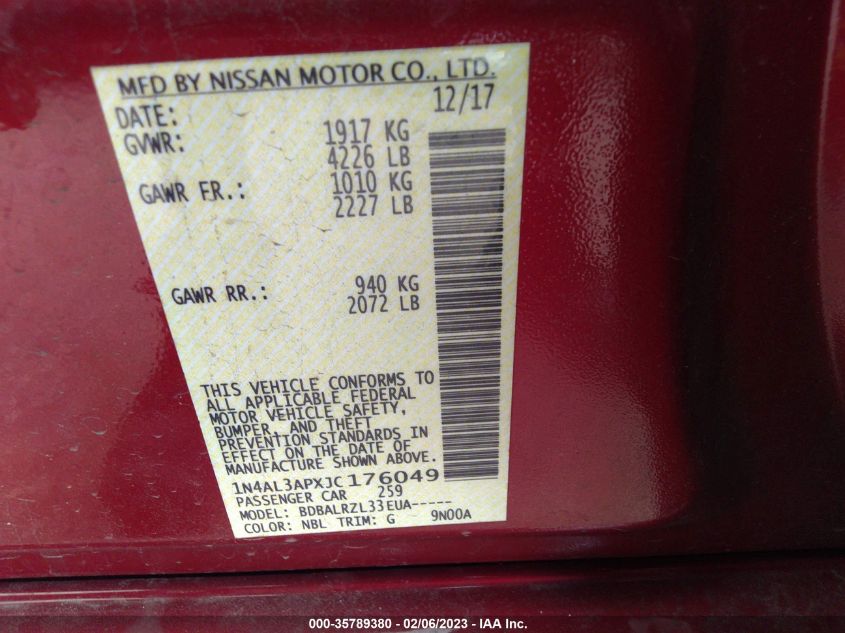 MFD BY NISSAN MOTOR CO., LTD.
DATE: 12/17
GVWR: 1917 KG
4226 LB
GAWR FR.: 1010 KG
2227 LB
GAWR RR.: 940 KG
2072 LB
THIS VEHICLE CONFORMS TO
ALL APPLICABLE FEDERAL
MOTOR VEHICLE SAFETY,
BUMPER, AND THEFT
PREVENTION STANDARDS IN
EFFECT ON THE DATE OF
MANUFACTURE SHOWN ABOVE.
1N4AL3APXJC176049
PASSENGER CAR 259
MODEL: BDBALRZL33EUA-----
COLOR: NBL TRIM: G 9N00A
000-35789380 - 02/06/2023 - IAA Inc.